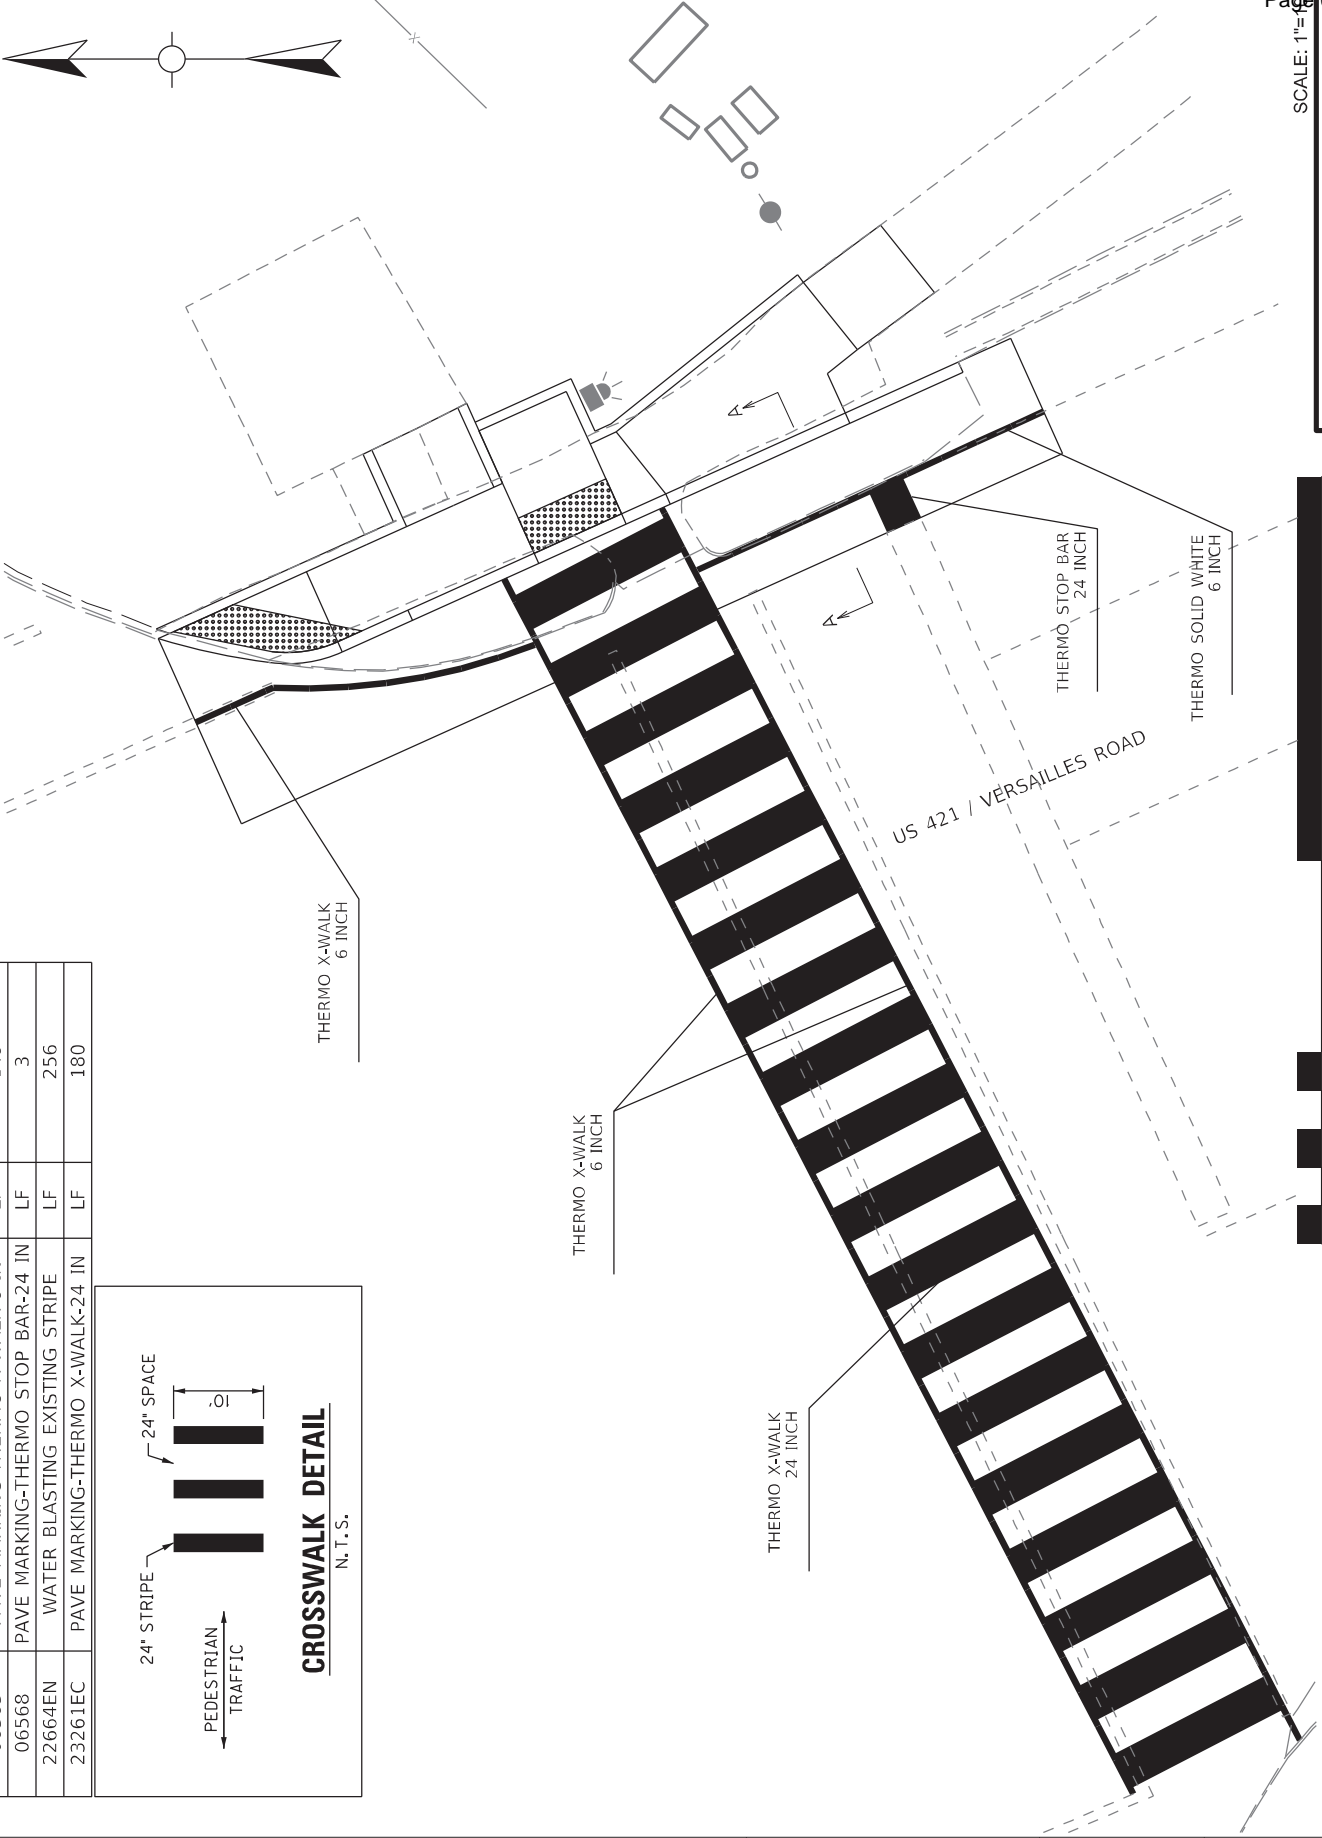 Page
SCALE: 1"=
06568 PAVE MARKING-THERMO STOP BAR-24 IN LF 3
22664EN WATER BLASTING EXISTING STRIPE LF 256
23261EC PAVE MARKING-THERMO X-WALK-24 IN LF 180
24" STRIPE
24" SPACE
10'
PEDESTRIAN
TRAFFIC
CROSSWALK DETAIL
N.T.S.
THERMO X-WALK
6 INCH
THERMO X-WALK
6 INCH
THERMO X-WALK
24 INCH
US 421 / VERSAILLES ROAD
THERMO STOP BAR
24 INCH
THERMO SOLID WHITE
6 INCH
A
A